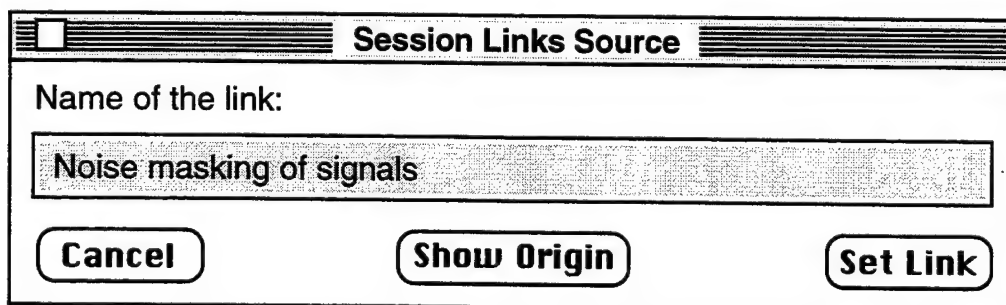 Session Links Source
Name of the link:
Noise masking of signals
Cancel Show Origin Set Link